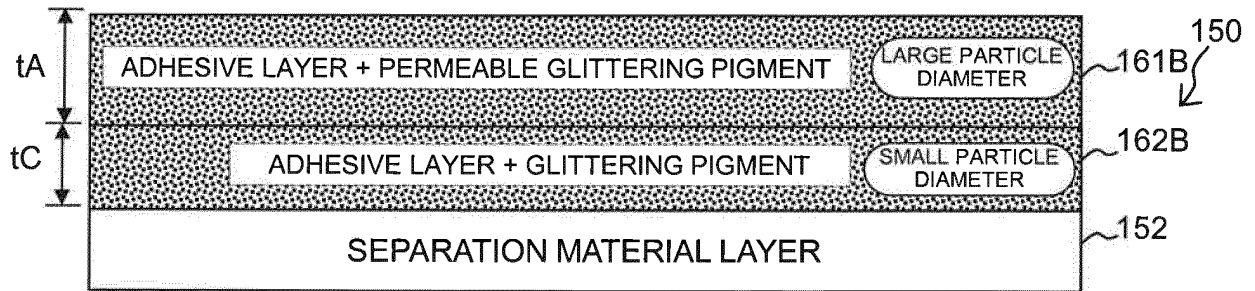 150
tA
ADHESIVE LAYER + PERMEABLE GLITTERING PIGMENT
LARGE PARTICLE
DIAMETER
161B
tC
ADHESIVE LAYER + GLITTERING PIGMENT
SMALL PARTICLE
DIAMETER
162B
SEPARATION MATERIAL LAYER
152